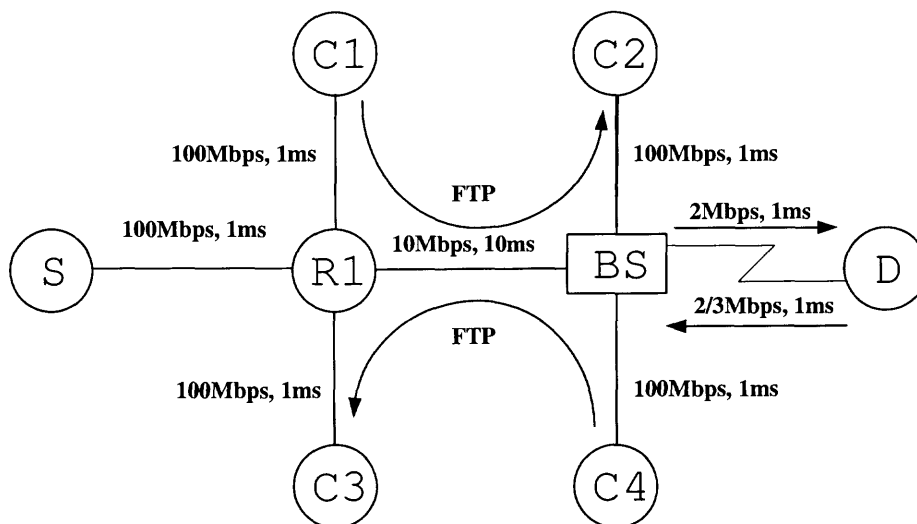 C1
C2
100Mbps, 1ms
100Mbps, 1ms
FTP
100Mbps, 1ms
2Mbps, 1ms
10Mbps, 10ms
S
R1
BS
D
2/3Mbps, 1ms
FTP
100Mbps, 1ms
100Mbps, 1ms
C3
C4